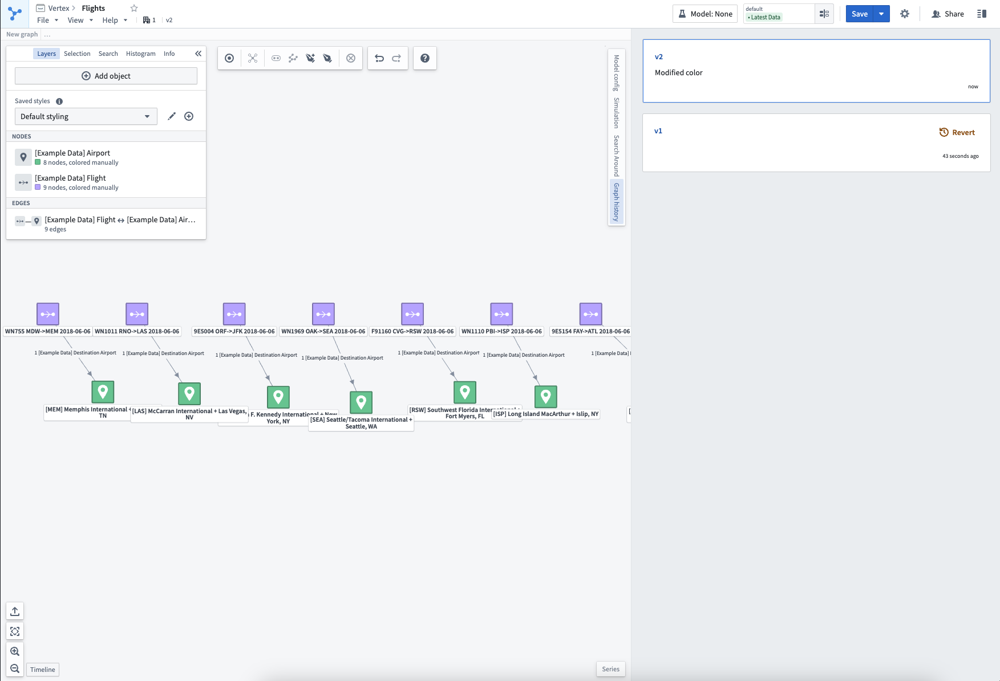 Vertex > Flights
File View Help 1 v2
Model: None
default
• Latest Data
Save
Share
New graph ...
Layers Selection Search Histogram Info
Add object
Saved styles
Default styling
NODES
[Example Data] Airport
8 nodes, colored manually
[Example Data] Flight
9 nodes, colored manually
EDGES
[Example Data] Flight ↔ [Example Data] Air...
9 edges
Model config
Simulation
Search Around
Graph history
v2
Modified color
now
v1
Revert
43 seconds ago
WN755 MDW->MEM 2018-06-06
WN1011 RNO->LAS 2018-06-06
9E5004 ORF->JFK 2018-06-06
WN1969 OAK->SEA 2018-06-06
F91160 CVG->RSW 2018-06-06
WN1110 PBI->ISP 2018-06-06
9E5154 FAY->ATL 2018-06-06
1 [Example Data] Destination Airport
1 [Example Data] Destination Airport
1 [Example Data] Destination Airport
1 [Example Data] Destination Airport
1 [Example Data] Destination Airport
1 [Example Data] Destination Airport
1 [Example Data]
[MEM] Memphis International +
TN
[LAS] McCarran International + Las Vegas,
NV
F. Kennedy International + New
York, NY
[SEA] Seattle/Tacoma International +
Seattle, WA
[RSW] Southwest Florida International +
Fort Myers, FL
[ISP] Long Island MacArthur + Islip, NY
[
Timeline
Series